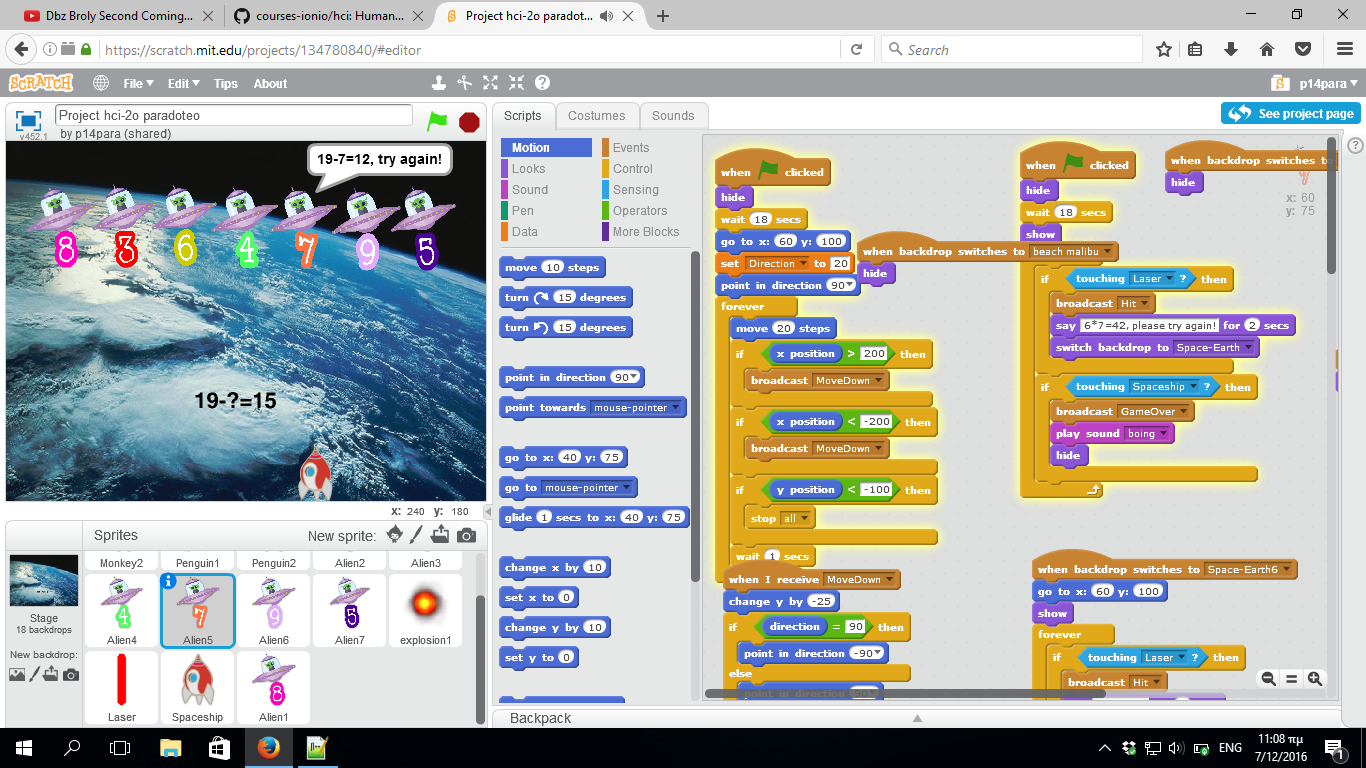 Dbz Broly Second Coming...
courses-ionio/hci: Human...
Project hci-2o paradot...
https://scratch.mit.edu/projects/134780840/#editor
Search
SCRATCH
File
Edit
Tips
About
p14para
Project hci-2o paradoteo
by p14para (shared)
v452.1
Scripts
Costumes
Sounds
See project page
19-7=12, try again!
8 3 6 4 7 9 5
19-?=15
x: 240 y: 180
Sprites
New sprite:
Monkey2
Penguin1
Penguin2
Alien2
Alien3
Stage
18 backdrops
New backdrop:
4
Alien4
7
Alien5
9
Alien6
5
Alien7
explosion1
Laser
Spaceship
8
Alien1
Motion
Looks
Sound
Pen
Data
Events
Control
Sensing
Operators
More Blocks
move 10 steps
turn 15 degrees
turn 15 degrees
point in direction 90
point towards mouse-pointer
go to x: 40 y: 75
go to mouse-pointer
glide 1 secs to x: 40 y: 75
change x by 10
set x to 0
change y by 10
set y to 0
when clicked
hide
wait 18 secs
go to x: 60 y: 100
set Direction to 20
point in direction 90
forever
move 20 steps
if x position > 200 then
broadcast MoveDown
if x position < -200 then
broadcast MoveDown
if y position < -100 then
stop all
wait 1 secs
when I receive MoveDown
change y by -25
if direction = 90 then
point in direction -90
else
when backdrop switches to beach malibu
hide
when clicked
hide
wait 18 secs
show
if touching Laser ? then
broadcast Hit
say 6*7=42, please try again! for 2 secs
switch backdrop to Space-Earth
if touching Spaceship ? then
broadcast GameOver
play sound boing
hide
when backdrop switches to
hide
x: 60
y: 75
when backdrop switches to Space-Earth6
go to x: 60 y: 100
show
forever
if touching Laser ? then
broadcast Hit
Backpack
ΕΝG
11:08 πμ
7/12/2016
1